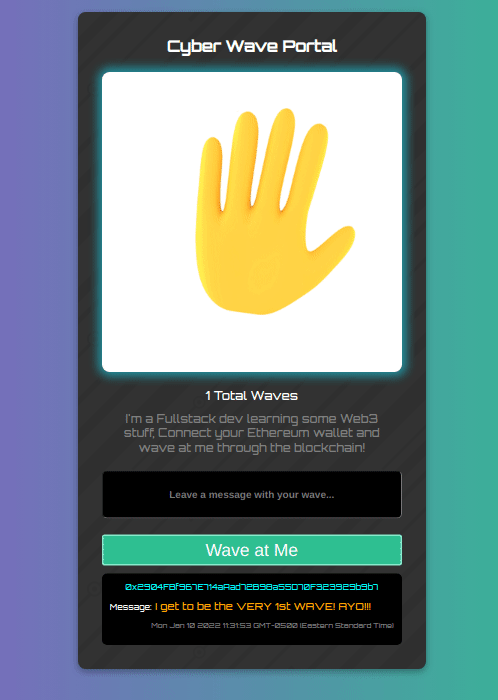 Cyber Wave Portal
1 Total Waves
I'm a Fullstack dev learning some Web3
stuff, Connect your Ethereum wallet and
wave at me through the blockchain!
Leave a message with your wave...
Wave at Me
Message: I get to be the VERY 1st WAVE! AYO!!!
Mon Jan 10 2022 11:31:53 GMT-0500 (Eastern Standard Time)